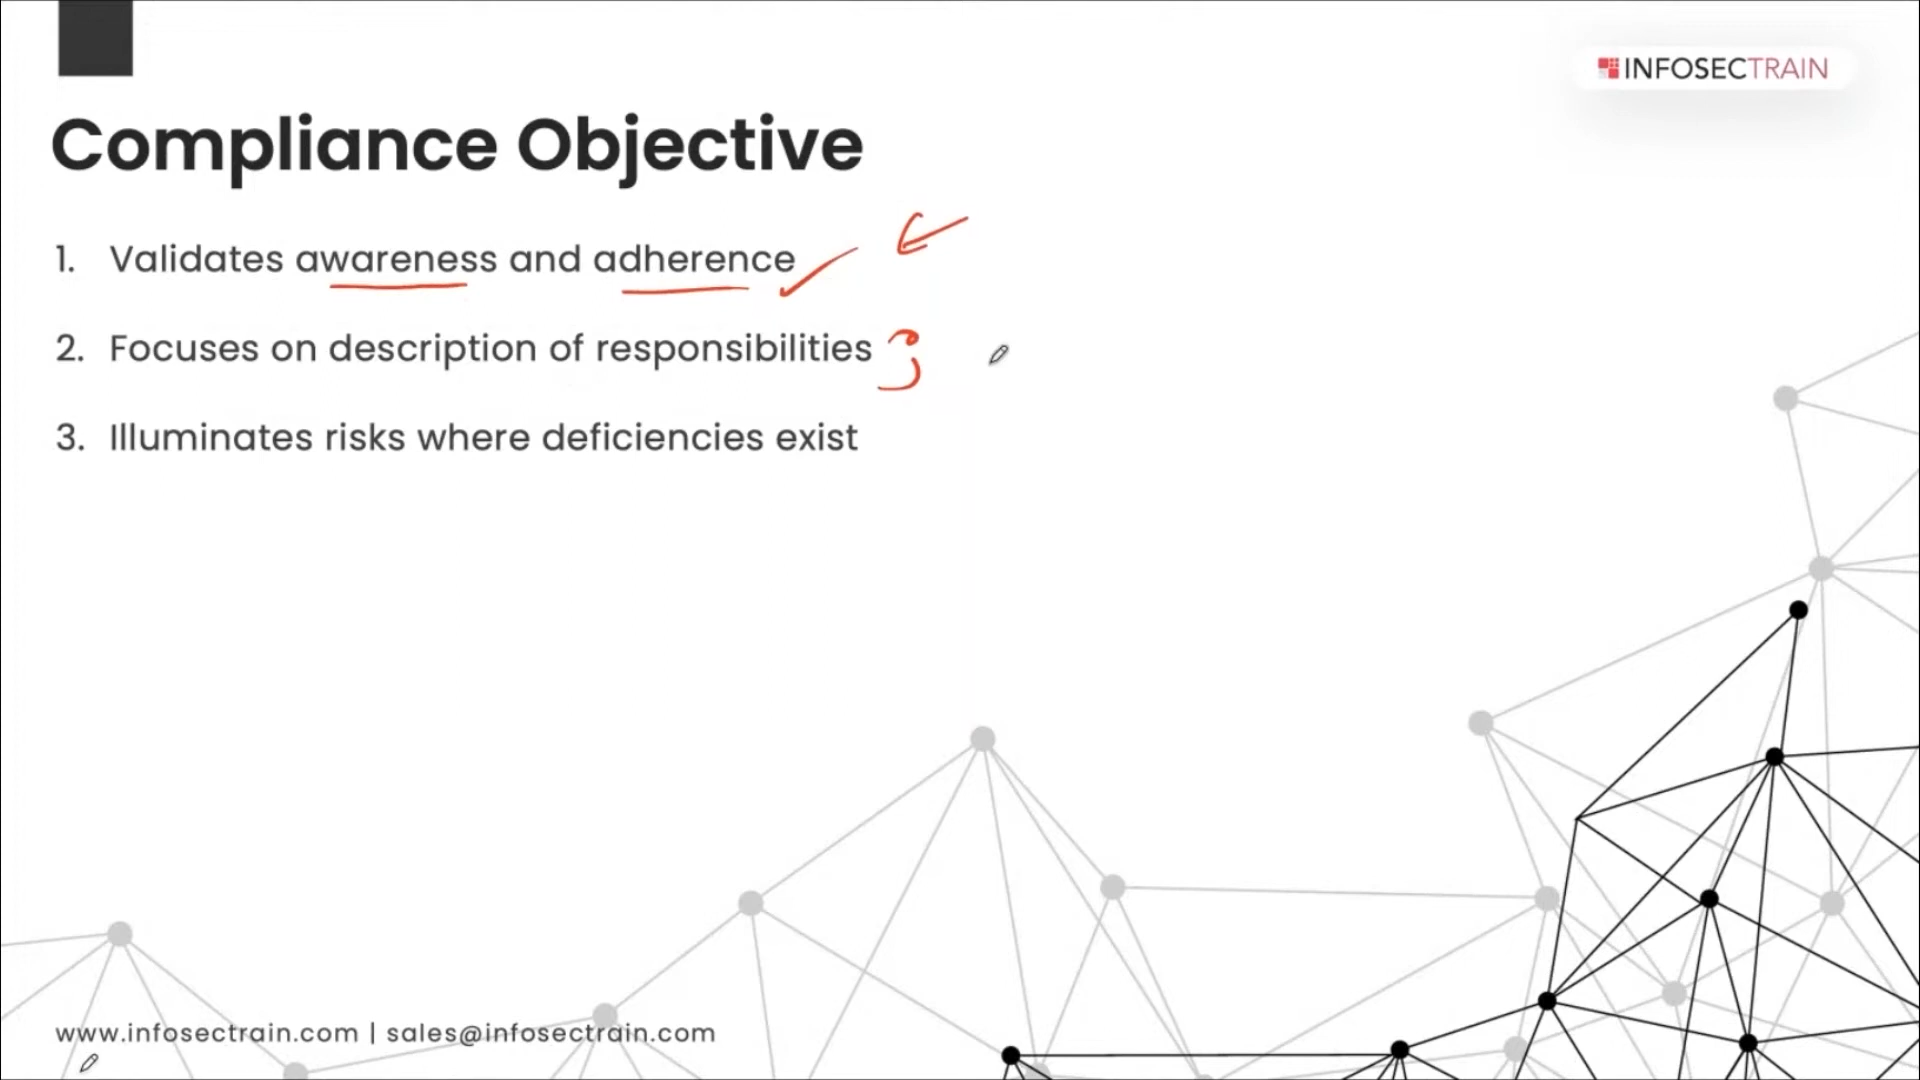 INFOSECTRAIN
Compliance Objective
1. Validates awareness and adherence
2. Focuses on description of responsibilities
3. Illuminates risks where deficiencies exist
www.infosectrain.com | sales@infosectrain.com